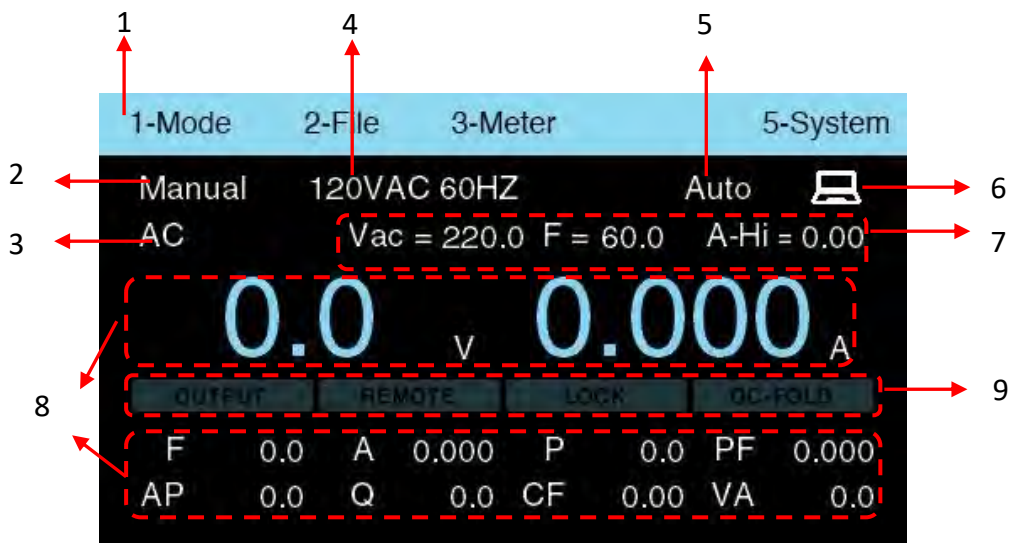 1 4 5
1-Mode 2-File 3-Meter 5-System
2 Manual 120VAC 60HZ Auto 6
3 AC Vac = 220.0 F = 60.0 A-Hi = 0.00 7
0.0 V 0.000 A
8 OUTPUT REMOTE LOCK OC-FOLD 9
F 0.0 A 0.000 P 0.0 PF 0.000
AP 0.0 Q 0.0 CF 0.00 VA 0.0